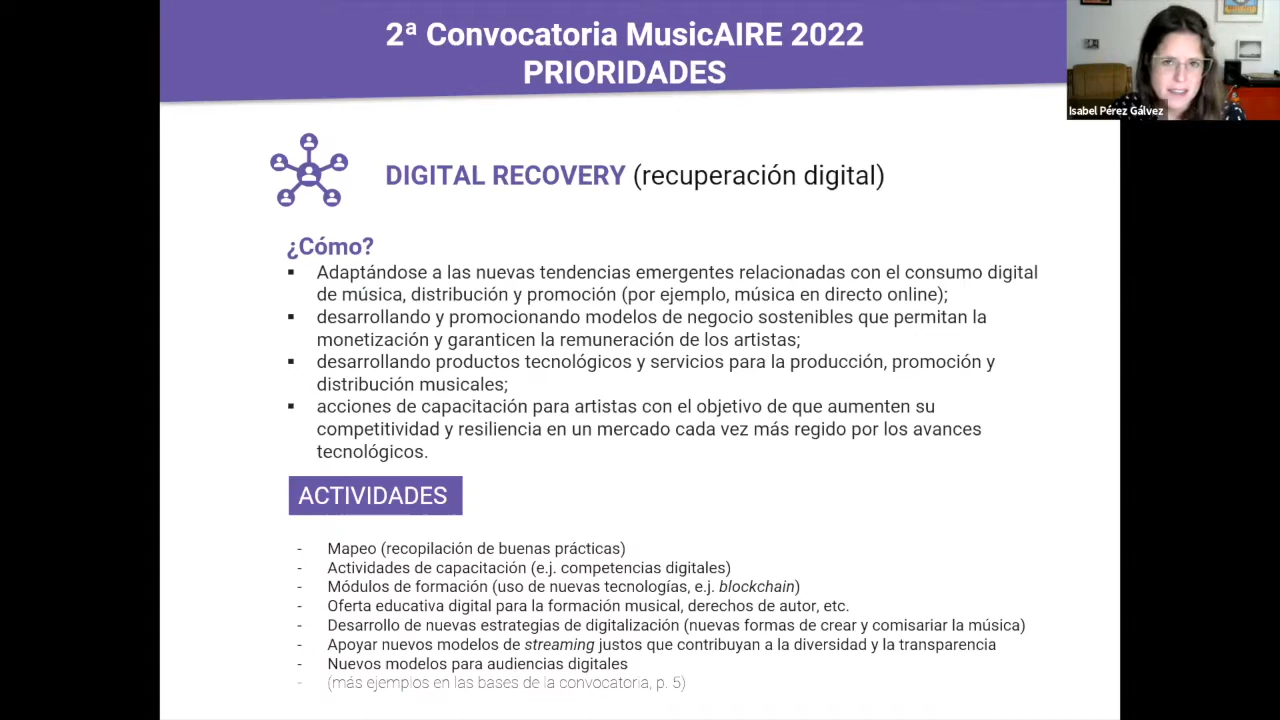 2ª Convocatoria MusicAIRE 2022
PRIORIDADES
Isabel Pérez Gálvez
DIGITAL RECOVERY (recuperación digital)
¿Cómo?
▪ Adaptándose a las nuevas tendencias emergentes relacionadas con el consumo digital
de música, distribución y promoción (por ejemplo, música en directo online);
▪ desarrollando y promocionando modelos de negocio sostenibles que permitan la
monetización y garanticen la remuneración de los artistas;
▪ desarrollando productos tecnológicos y servicios para la producción, promoción y
distribución musicales;
▪ acciones de capacitación para artistas con el objetivo de que aumenten su
competitividad y resiliencia en un mercado cada vez más regido por los avances
tecnológicos.
ACTIVIDADES
- Mapeo (recopilación de buenas prácticas)
- Actividades de capacitación (e.j. competencias digitales)
- Módulos de formación (uso de nuevas tecnologías, e.j. blockchain)
- Oferta educativa digital para la formación musical, derechos de autor, etc.
- Desarrollo de nuevas estrategias de digitalización (nuevas formas de crear y comisariar la música)
- Apoyar nuevos modelos de streaming justos que contribuyan a la diversidad y la transparencia
- Nuevos modelos para audiencias digitales
- (más ejemplos en las bases de la convocatoria, p. 5)